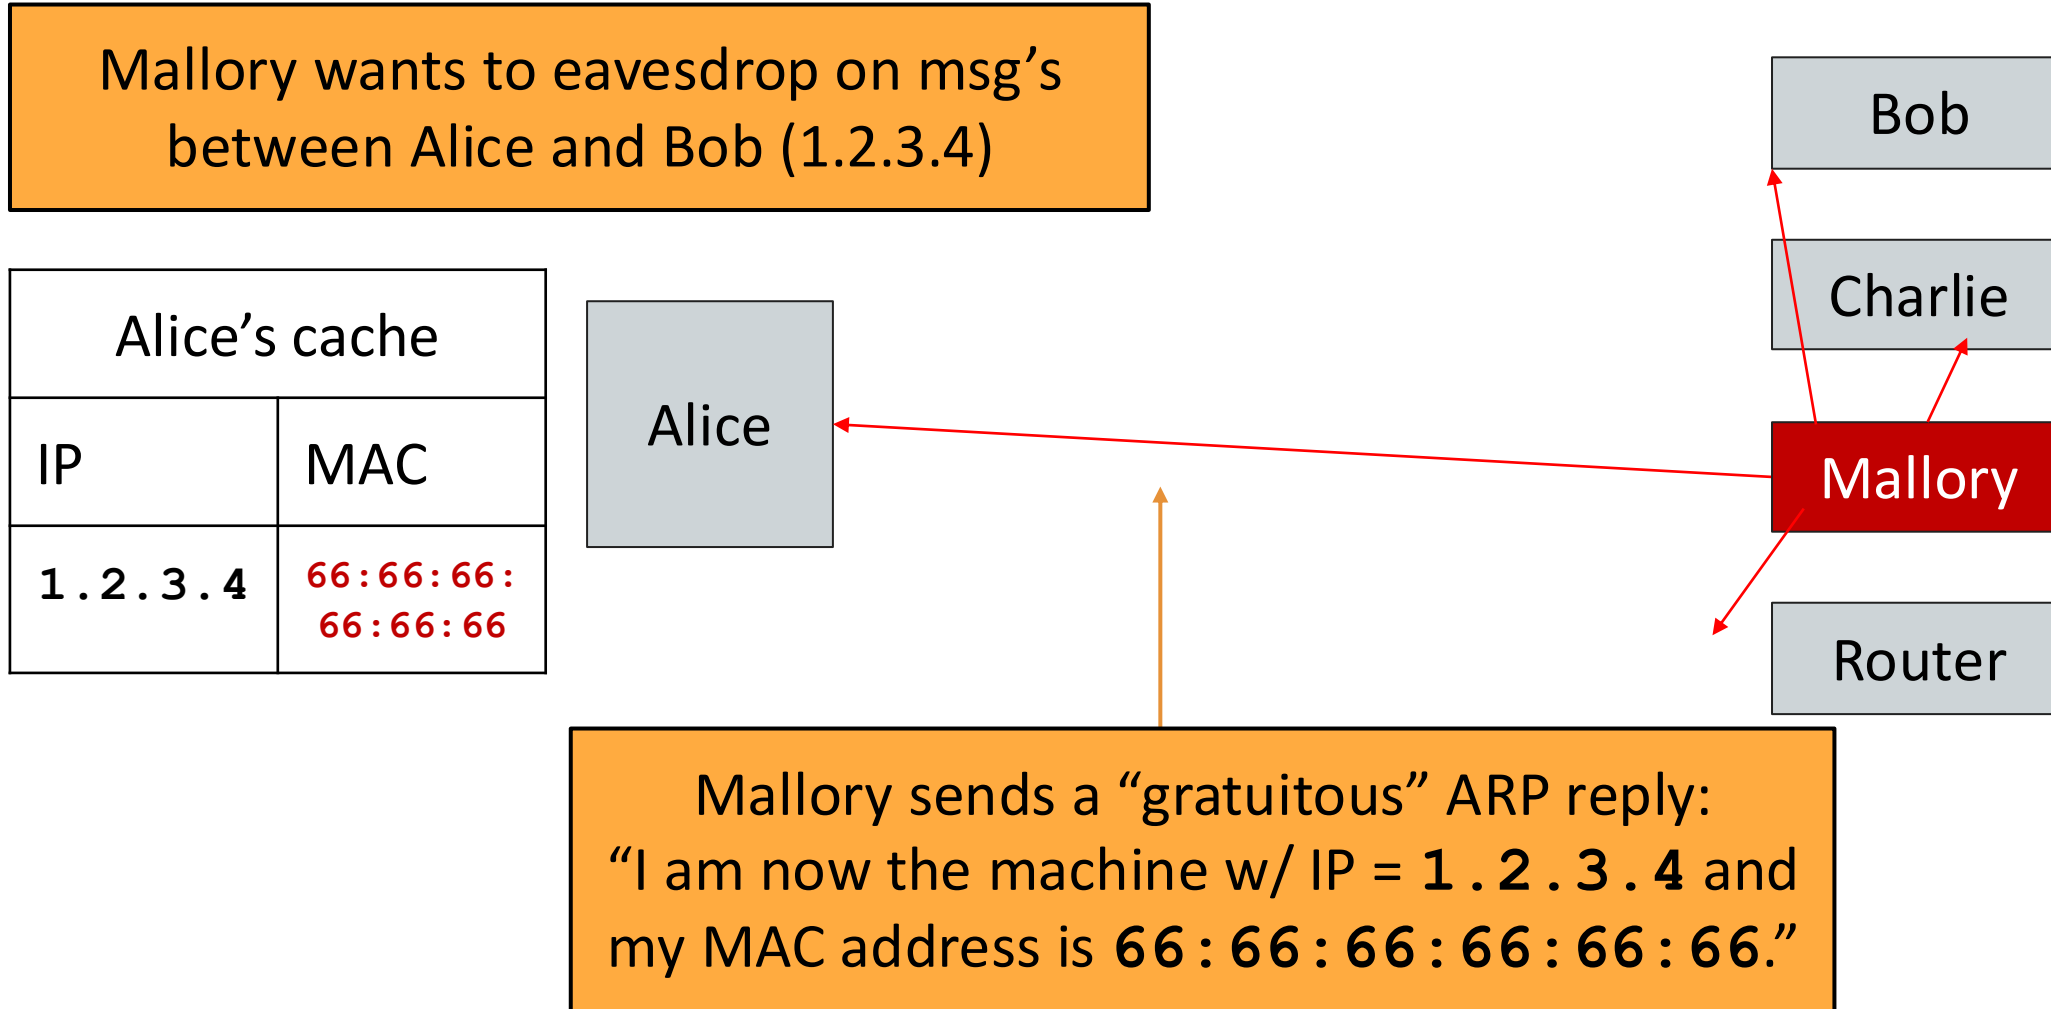 Mallory wants to eavesdrop on msg’s
between Alice and Bob (1.2.3.4)
Bob
Charlie
Alice’s cache
IP MAC
1.2.3.4 66:66:66:
66:66:66
Alice
Mallory
Router
Mallory sends a “gratuitous” ARP reply:
“I am now the machine w/ IP = 1.2.3.4 and
my MAC address is 66:66:66:66:66:66.”